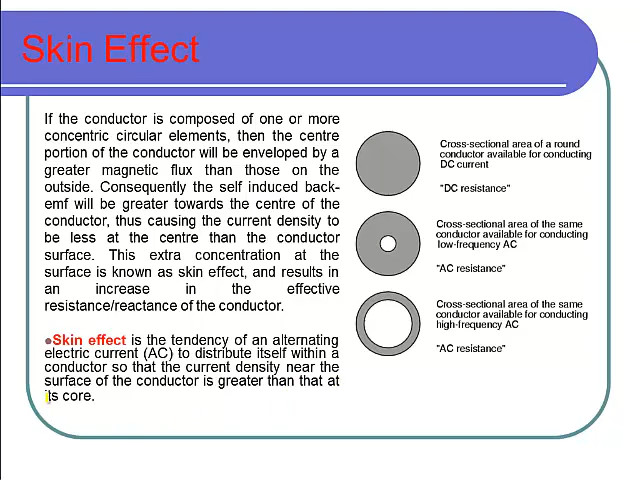 Skin Effect
If the conductor is composed of one or more
concentric circular elements, then the centre
portion of the conductor will be enveloped by a
greater magnetic flux than those on the
outside. Consequently the self induced back-
emf will be greater towards the centre of the
conductor, thus causing the current density to
be less at the centre than the conductor
surface. This extra concentration at the
surface is known as skin effect, and results in
an increase in the effective
resistance/reactance of the conductor.
Skin effect is the tendency of an alternating
electric current (AC) to distribute itself within a
conductor so that the current density near the
surface of the conductor is greater than that at
its core.
Cross-sectional area of a round
conductor available for conducting
DC current
"DC resistance"
Cross-sectional area of the same
conductor available for conducting
low-frequency AC
"AC resistance"
Cross-sectional area of the same
conductor available for conducting
high-frequency AC
"AC resistance"